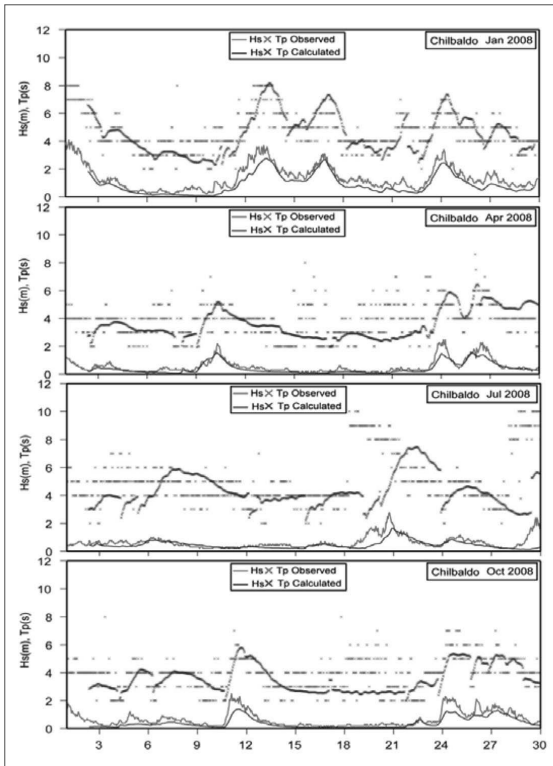 12
Hs✕ Tp Observed
Hs✕ Tp Calculated
Chilbaldo Jan 2008
10
8
6
4
2
0
Hs(m), Tp(s)
12
Hs✕ Tp Observed
Hs✕ Tp Calculated
Chilbaldo Apr 2008
10
8
6
4
2
0
Hs(m), Tp(s)
12
Hs✕ Tp Observed
Hs✕ Tp Calculated
Chilbaldo Jul 2008
10
8
6
4
2
0
Hs(m), Tp(s)
12
Hs✕ Tp Observed
Hs✕ Tp Calculated
Chilbaldo Oct 2008
10
8
6
4
2
0
Hs(m), Tp(s)
3 6 9 12 15 18 21 24 27 30